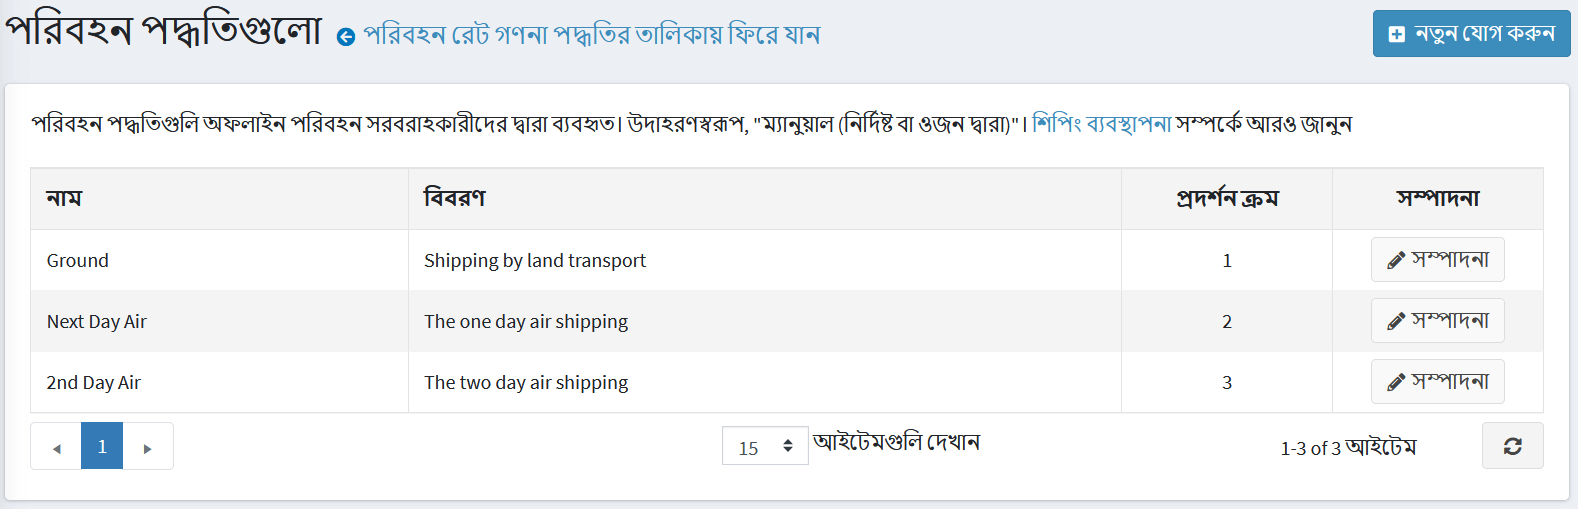 পরিবহন পদ্ধতিগুলো পরিবহন রেট গণনা পদ্ধতির তালিকায় ফিরে যান নতুন যোগ করুন
পরিবহন পদ্ধতিগুলি অফলাইন পরিবহন সরবরাহকারীদের দ্বারা ব্যবহৃত। উদাহরণস্বরূপ, "ম্যানুয়াল (নির্দিষ্ট বা ওজন দ্বারা)"। শিপিং ব্যবস্থাপনা সম্পর্কে আরও জানুন
নাম বিবরণ প্রদর্শন ক্রম সম্পাদনা
Ground Shipping by land transport 1 সম্পাদনা
Next Day Air The one day air shipping 2 সম্পাদনা
2nd Day Air The two day air shipping 3 সম্পাদনা
1 15 আইটেমগুলি দেখান 1-3 of 3 আইটেম